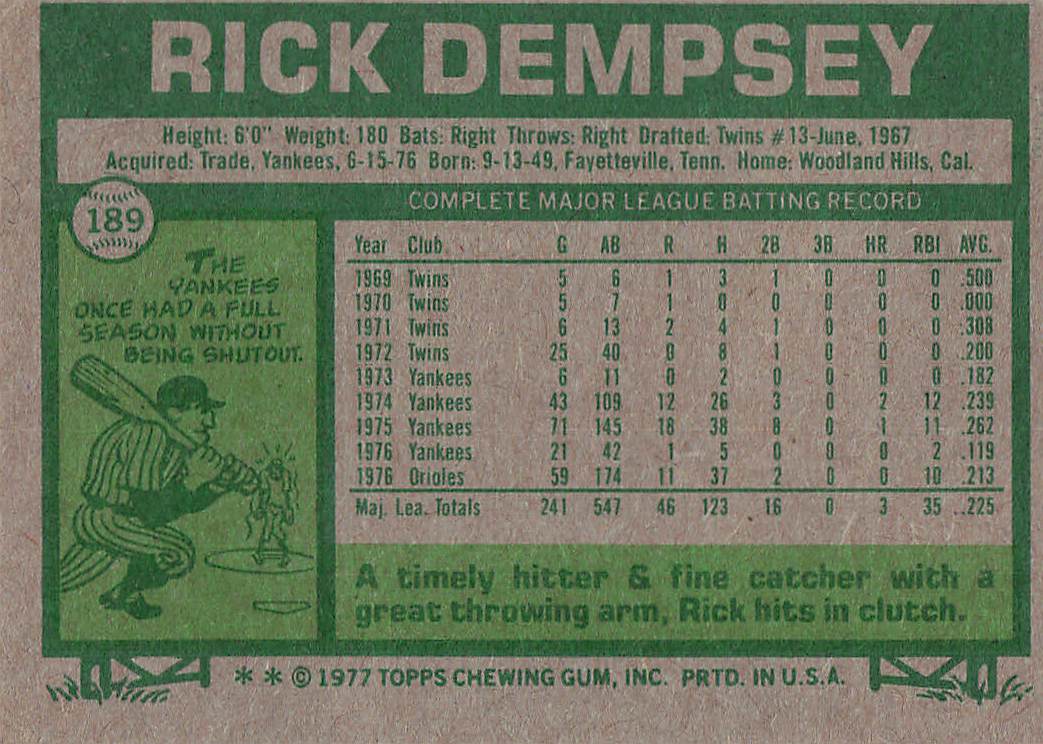 RICK DEMPSEY
Height: 6'0" Weight: 180 Bats: Right Throws: Right Drafted: Twins #13-June, 1967
Acquired: Trade, Yankees, 6-15-76 Born: 9-13-49, Fayetteville, Tenn. Home: Woodland Hills, Cal.
189
THE
YANKEES
ONCE HAD A FULL
SEASON WITHOUT
BEING SHUTOUT.
COMPLETE MAJOR LEAGUE BATTING RECORD
Year Club G AB R H 2B 3B HR RBI AVG.
1969 Twins 5 6 1 3 1 0 0 0 .500
1970 Twins 5 7 1 0 0 0 0 0 .000
1971 Twins 6 13 2 4 1 0 0 0 .308
1972 Twins 25 40 0 8 1 0 0 0 .200
1973 Yankees 6 11 0 2 0 0 0 0 .182
1974 Yankees 43 109 12 26 3 0 2 12 .239
1975 Yankees 71 145 18 38 8 0 1 11 .262
1976 Yankees 21 42 1 5 0 0 0 2 .119
1976 Orioles 59 174 11 37 2 0 0 10 .213
Maj. Lea. Totals 241 547 46 123 16 0 3 35 .225
A timely hitter & fine catcher with a
great throwing arm, Rick hits in clutch.
* * © 1977 TOPPS CHEWING GUM, INC. PRTD. IN U.S.A.